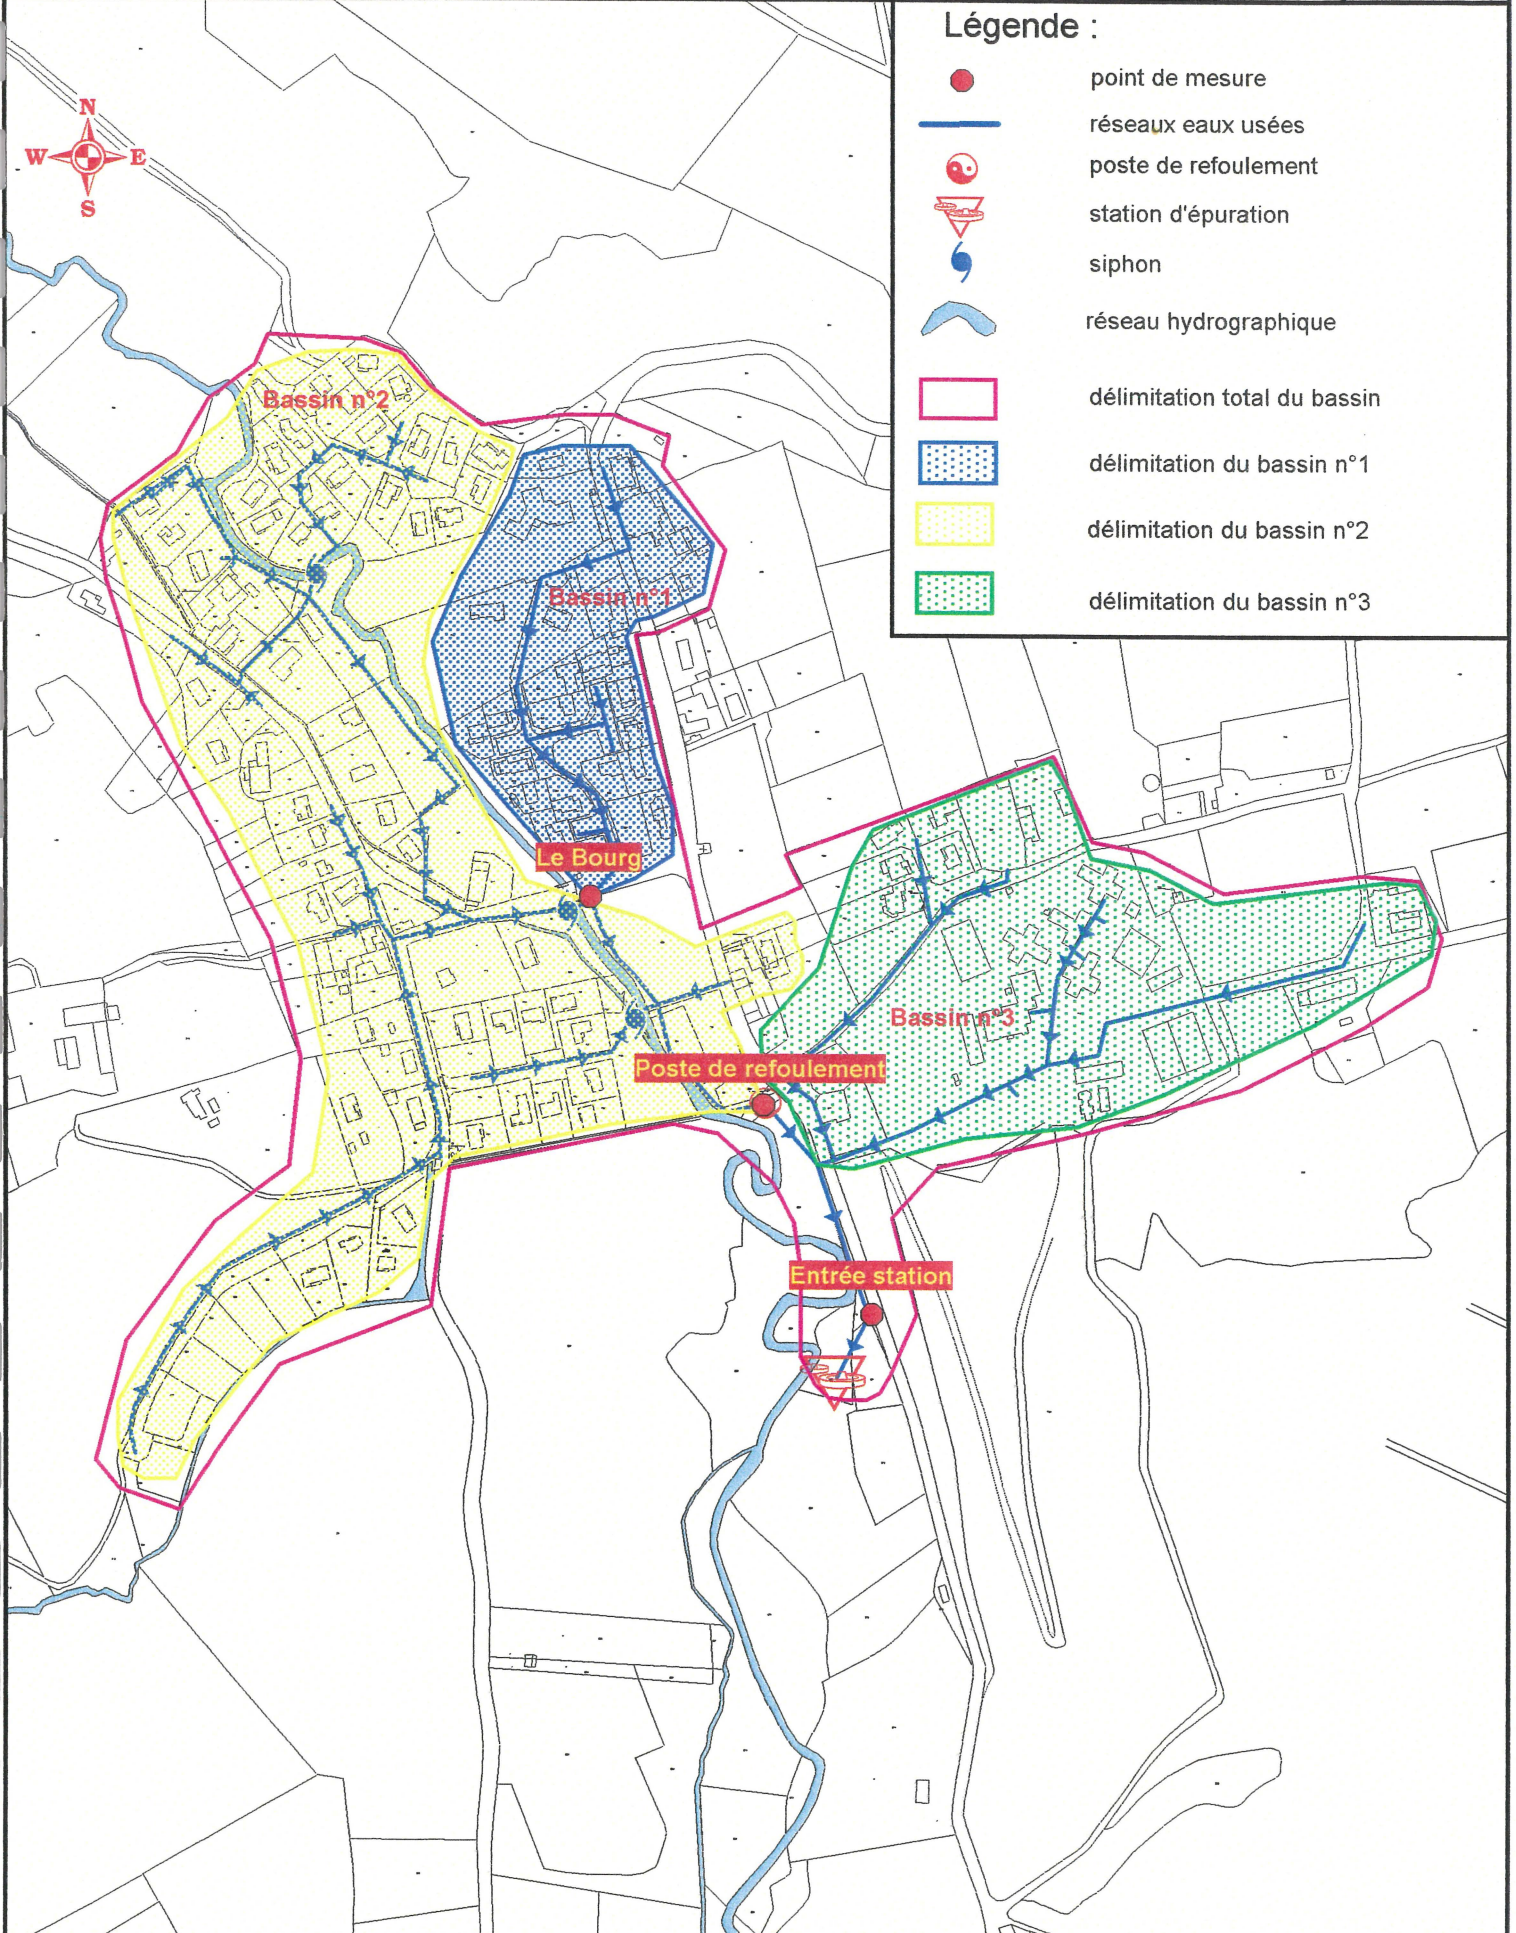 Légende :
point de mesure
réseaux eaux usées
poste de refoulement
station d'épuration
siphon
réseau hydrographique
délimitation total du bassin
délimitation du bassin n°1
délimitation du bassin n°2
délimitation du bassin n°3
N
W E
S
Bassin n°2
Bassin n°1
Le Bourg
Bassin n°3
Poste de refoulement
Entrée station